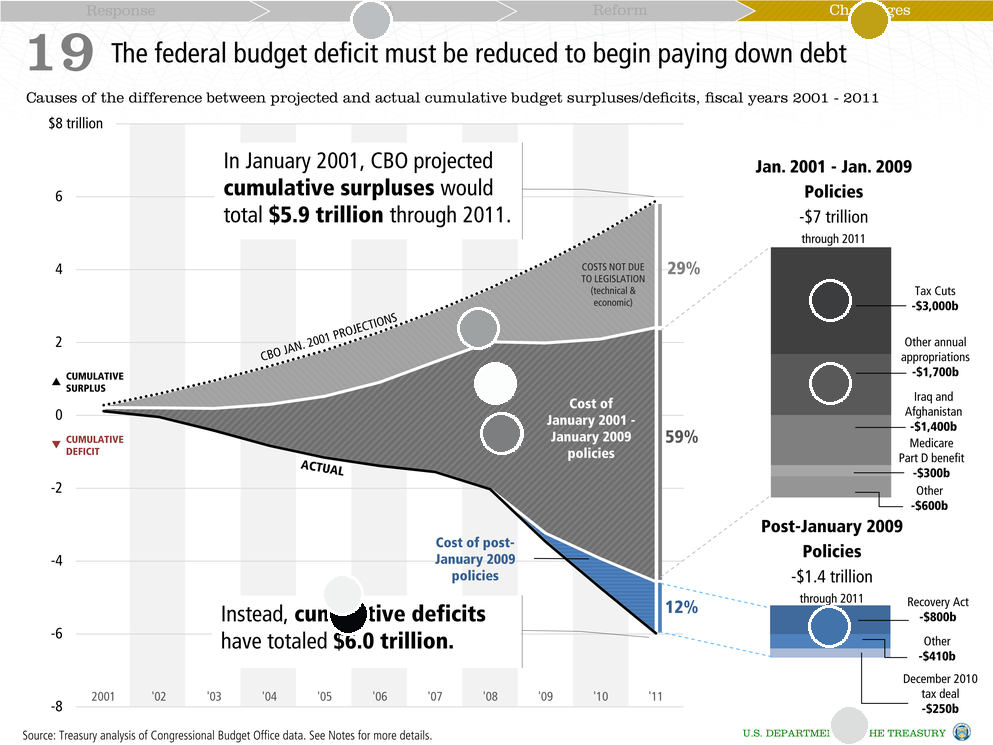 Response
Reform
19 The federal budget deficit must be reduced to begin paying down debt
Causes of the difference between projected and actual cumulative budget surpluses/deficits, fiscal years 2001 - 2011
$8 trillion
6
4
2
0
-2
-4
-6
-8
In January 2001, CBO projected
cumulative surpluses would
total $5.9 trillion through 2011.
COSTS NOT DUE
TO LEGISLATION
(technical &
economic)
29%
CBO JAN. 2001 PROJECTIONS
CUMULATIVE
SURPLUS
CUMULATIVE
DEFICIT
ACTUAL
Cost of
January 2001 -
January 2009
policies
59%
Cost of post-
January 2009
policies
12%
Instead, deficits
have totaled $6.0 trillion.
2001 '02 '03 '04 '05 '06 '07 '08 '09 '10 '11
Jan. 2001 - Jan. 2009
Policies
-$7 trillion
through 2011
Tax Cuts
-$3,000b
Other annual
appropriations
-$1,700b
Iraq and
Afghanistan
-$1,400b
Medicare
Part D benefit
-$300b
Other
-$600b
Post-January 2009
Policies
-$1.4 trillion
through 2011
Recovery Act
-$800b
Other
-$410b
December 2010
tax deal
-$250b
Source: Treasury analysis of Congressional Budget Office data. See Notes for more details.
U.S. THE TREASURY